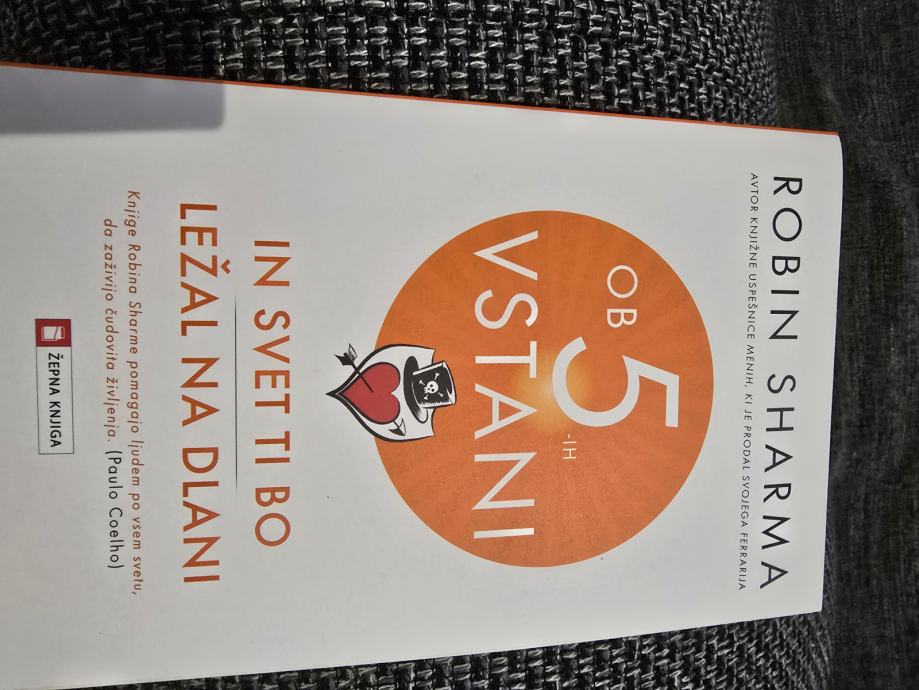 ROBIN SHARMA
AVTOR KNJIŽNE USPEŠNICE MENIH, KI JE PRODAL SVOJEGA FERRARIJA
OB 5-IH
VSTANI
IN SVET TI BO
LEŽAL NA DLANI
Knjige Robina Sharme pomagajo ljudem po vsem svetu,
da zaživijo čudovita življenja. (Paulo Coelho)
ŽEPNA KNJIGA